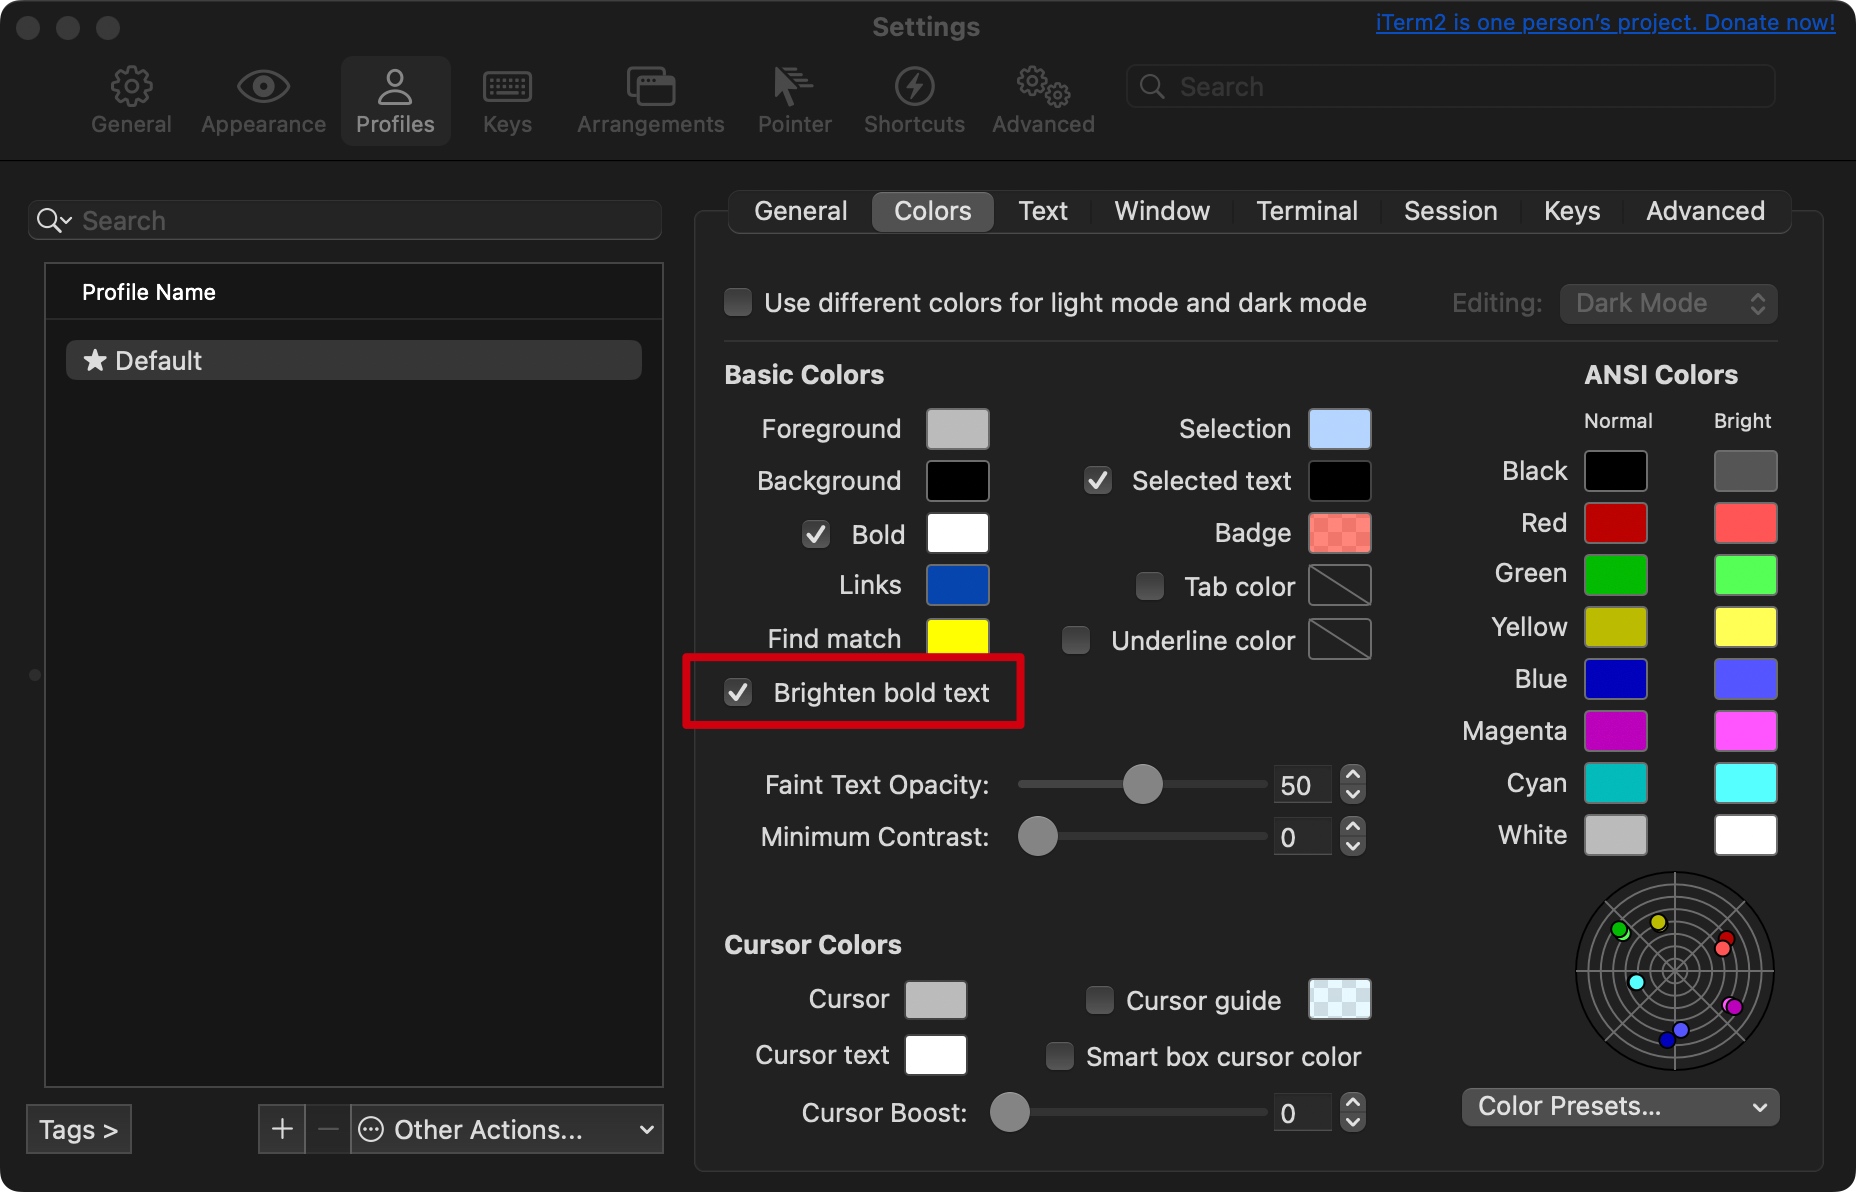 Settings
iTerm2 is one person's project. Donate now!
General
Appearance
Profiles
Keys
Arrangements
Pointer
Shortcuts
Advanced
Search
Search
Profile Name
★ Default
Tags >
+
−
Other Actions...
General
Colors
Text
Window
Terminal
Session
Keys
Advanced
Use different colors for light mode and dark mode
Editing:
Dark Mode
Basic Colors
Foreground
Background
Bold
Links
Find match
Brighten bold text
Selection
Selected text
Badge
Tab color
Underline color
Faint Text Opacity:
50
Minimum Contrast:
0
Cursor Colors
Cursor
Cursor text
Cursor guide
Smart box cursor color
Cursor Boost:
0
ANSI Colors
Normal
Bright
Black
Red
Green
Yellow
Blue
Magenta
Cyan
White
Color Presets...